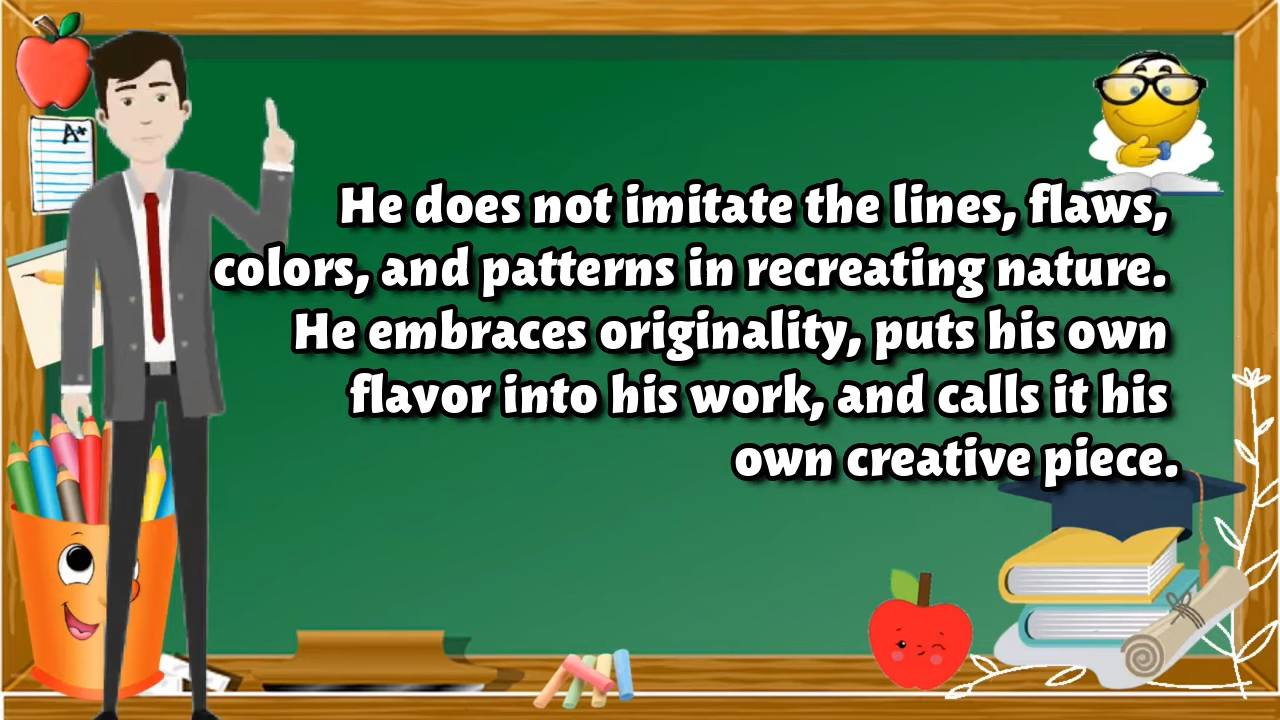 A+
He does not imitate the lines, flaws,
colors, and patterns in recreating nature.
He embraces originality, puts his own
flavor into his work, and calls it his
own creative piece.